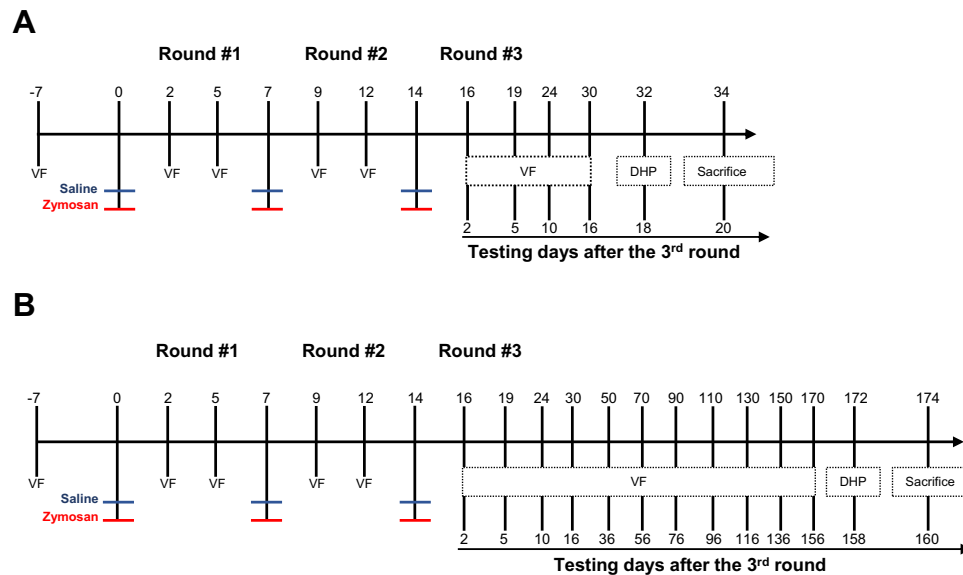 A
Round #1 Round #2 Round #3
-7 0 2 5 7 9 12 14 16 19 24 30 32 34
VF VF VF VF VF VF DHP Sacrifice
Saline
Zymosan
2 5 10 16 18 20
Testing days after the 3rd round
B
Round #1 Round #2 Round #3
-7 0 2 5 7 9 12 14 16 19 24 30 50 70 90 110 130 150 170 172 174
VF VF VF VF VF VF DHP Sacrifice
Saline
Zymosan
2 5 10 16 36 56 76 96 116 136 156 158 160
Testing days after the 3rd round